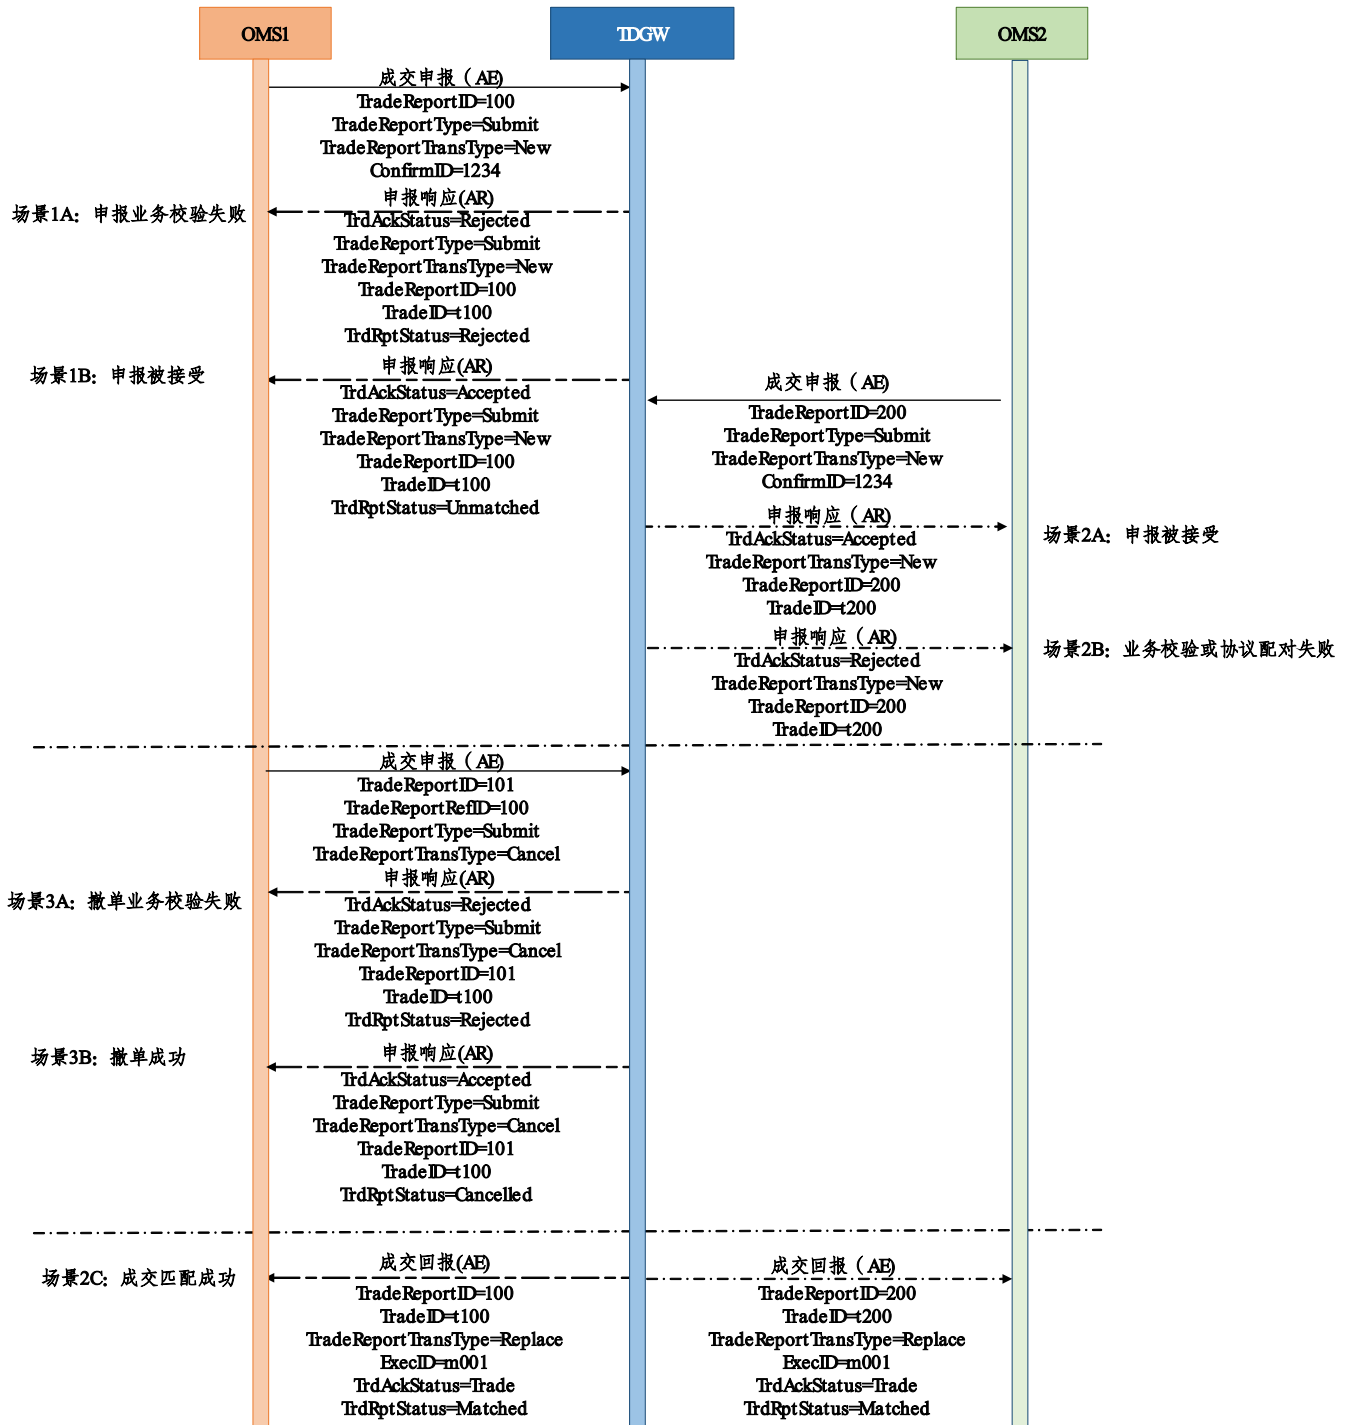 OMS1
TDGW
OMS2
成交申报（AE)
TradeReportID=100
TradeReportType=Submit
TradeReportTransType=New
ConfirmID=1234
场景1A：申报业务校验失败
申报响应(AR)
TrdAckStatus=Rejected
TradeReportType=Submit
TradeReportTransType=New
TradeReportID=100
TradeID=t100
TrdRptStatus=Rejected
场景1B：申报被接受
申报响应(AR)
TrdAckStatus=Accepted
TradeReportType=Submit
TradeReportTransType=New
TradeReportID=100
TradeID=t100
TrdRptStatus=Unmatched
成交申报（AE)
TradeReportID=200
TradeReportType=Submit
TradeReportTransType=New
ConfirmID=1234
申报响应（AR)
场景2A：申报被接受
TrdAckStatus=Accepted
TradeReportTransType=New
TradeReportID=200
TradeID=t200
申报响应（AR)
场景2B：业务校验或协议配对失败
TrdAckStatus=Rejected
TradeReportTransType=New
TradeReportID=200
TradeID=t200
成交申报（AE)
TradeReportID=101
TradeReportRefID=100
TradeReportType=Submit
TradeReportTransType=Cancel
场景3A：撤单业务校验失败
申报响应(AR)
TrdAckStatus=Rejected
TradeReportType=Submit
TradeReportTransType=Cancel
TradeReportID=101
TradeID=t100
TrdRptStatus=Rejected
场景3B：撤单成功
申报响应(AR)
TrdAckStatus=Accepted
TradeReportType=Submit
TradeReportTransType=Cancel
TradeReportID=101
TradeID=t100
TrdRptStatus=Cancelled
场景2C：成交匹配成功
成交回报(AE)
TradeReportID=100
TradeID=t100
TradeReportTransType=Replace
ExecID=m001
TrdAckStatus=Trade
TrdRptStatus=Matched
成交回报（AE)
TradeReportID=200
TradeID=t200
TradeReportTransType=Replace
ExecID=m001
TrdAckStatus=Trade
TrdRptStatus=Matched